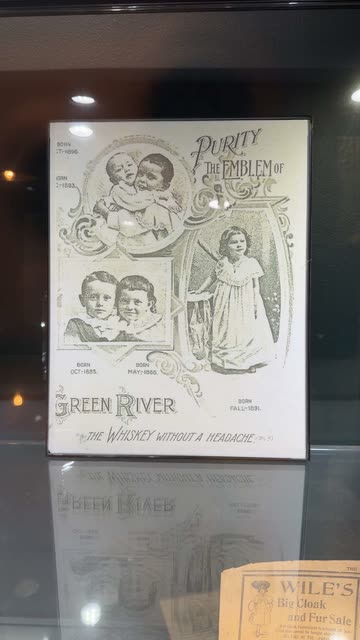 BORN
PURITY
THE EMBLEM OF
BORN
OCT-1885.
BORN
MAY-1888.
BORN
FALL-1891.
GREEN RIVER
THE WHISKEY WITHOUT A HEADACHE
WILE'S
Big Cloak
and Fur Sale